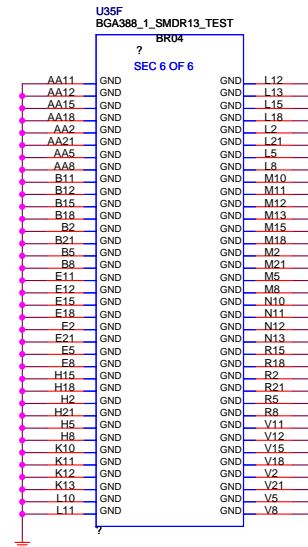 U35F
BGA388_1_SMDR13_TEST
BR04
?
SEC 6 OF 6
AA11 GND GND L12
AA12 GND GND L13
AA15 GND GND L15
AA18 GND GND L18
AA2 GND GND L2
AA21 GND GND L21
AA5 GND GND L5
AA8 GND GND L8
B11 GND GND M10
B12 GND GND M11
B15 GND GND M12
B18 GND GND M13
B2 GND GND M15
B21 GND GND M18
B5 GND GND M2
B8 GND GND M21
E11 GND GND M5
E12 GND GND M8
E15 GND GND N10
E18 GND GND N11
E2 GND GND N12
E21 GND GND N13
E5 GND GND R15
E8 GND GND R18
H15 GND GND R2
H18 GND GND R21
H2 GND GND R5
H21 GND GND R8
H5 GND GND V11
H8 GND GND V12
K10 GND GND V15
K11 GND GND V18
K12 GND GND V2
K13 GND GND V21
L10 GND GND V5
L11 GND GND V8
?